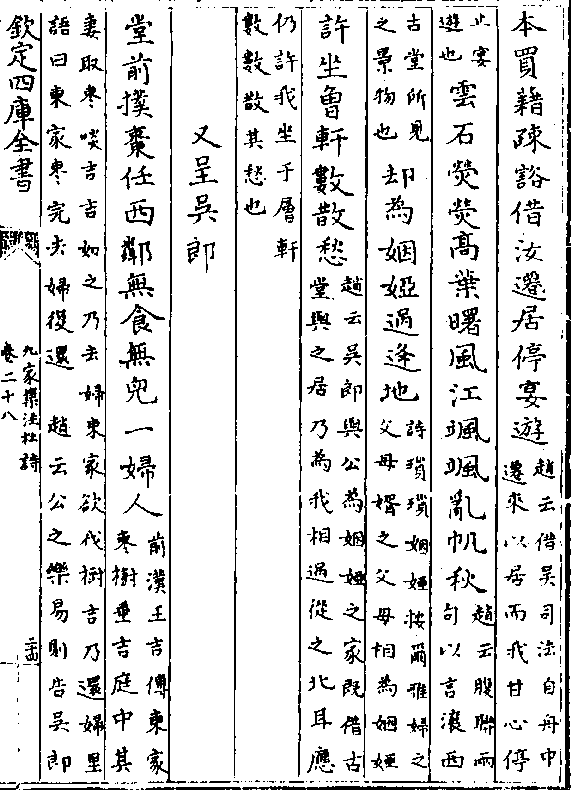 本買藉踈豁借汝遷居停宴遊趙云借吳司法自舟中
遷來以居而我甘心停
止宴
遊也雲石熒熒高葉曙風江颯颯亂帆秋趙云腹聯兩
句以言瀼西
古堂所見
之景物也却為姻婭過逢地詩瑣瑣姻婭按爾雅婦之
父母婿之父母相為姻婭
許坐曾軒數散愁趙云吳郎與公為姻婭之家既借古
堂與之居乃為我相過從之北耳應
仍許我坐于層軒
數數散其愁也
又呈吳郎
堂前撲棗任西鄰無食無兒一婦人前漢王吉傳東家
棗樹垂吉庭中其
妻取棗啖吉吉知之乃去婦東家欲伐樹吉乃還婦里
語曰東家棗完去婦復還 趙云公之樂易則告吳郎
欽定四庫全書
九家集注杜詩
卷二十八